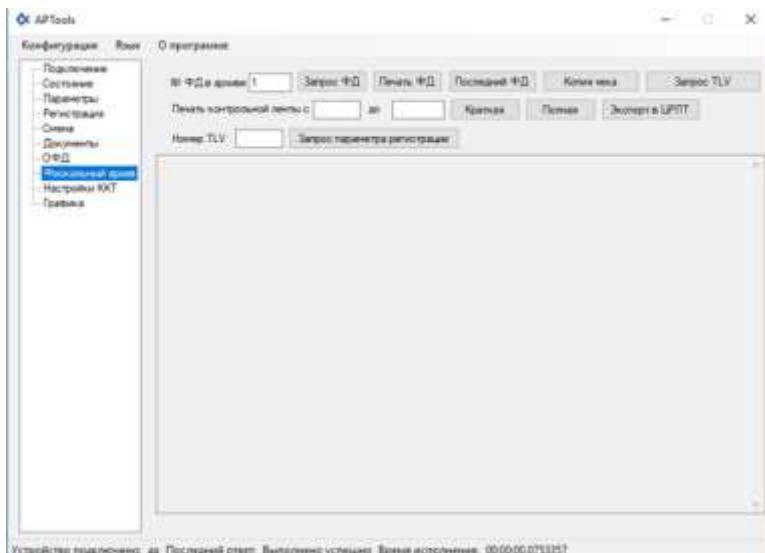 APTools
Конфигурация Язык О программе
Подключение
Состояние
Параметры
Регистрация
Смена
Документы
ОФД
Фискальный архив
Настройки ККТ
Графика
№ ФД в архиве 1 Запрос ФД Печать ФД Последний ФД Копия чека Запрос TLV
Печать контрольной ленты с до Краткая Полная Экспорт в ЦРПТ
Номер TLV Запрос параметра регистрации
Устройство подключено: да Последний ответ: Выполнено успешно Время исполнения: 00:00:00.0753357